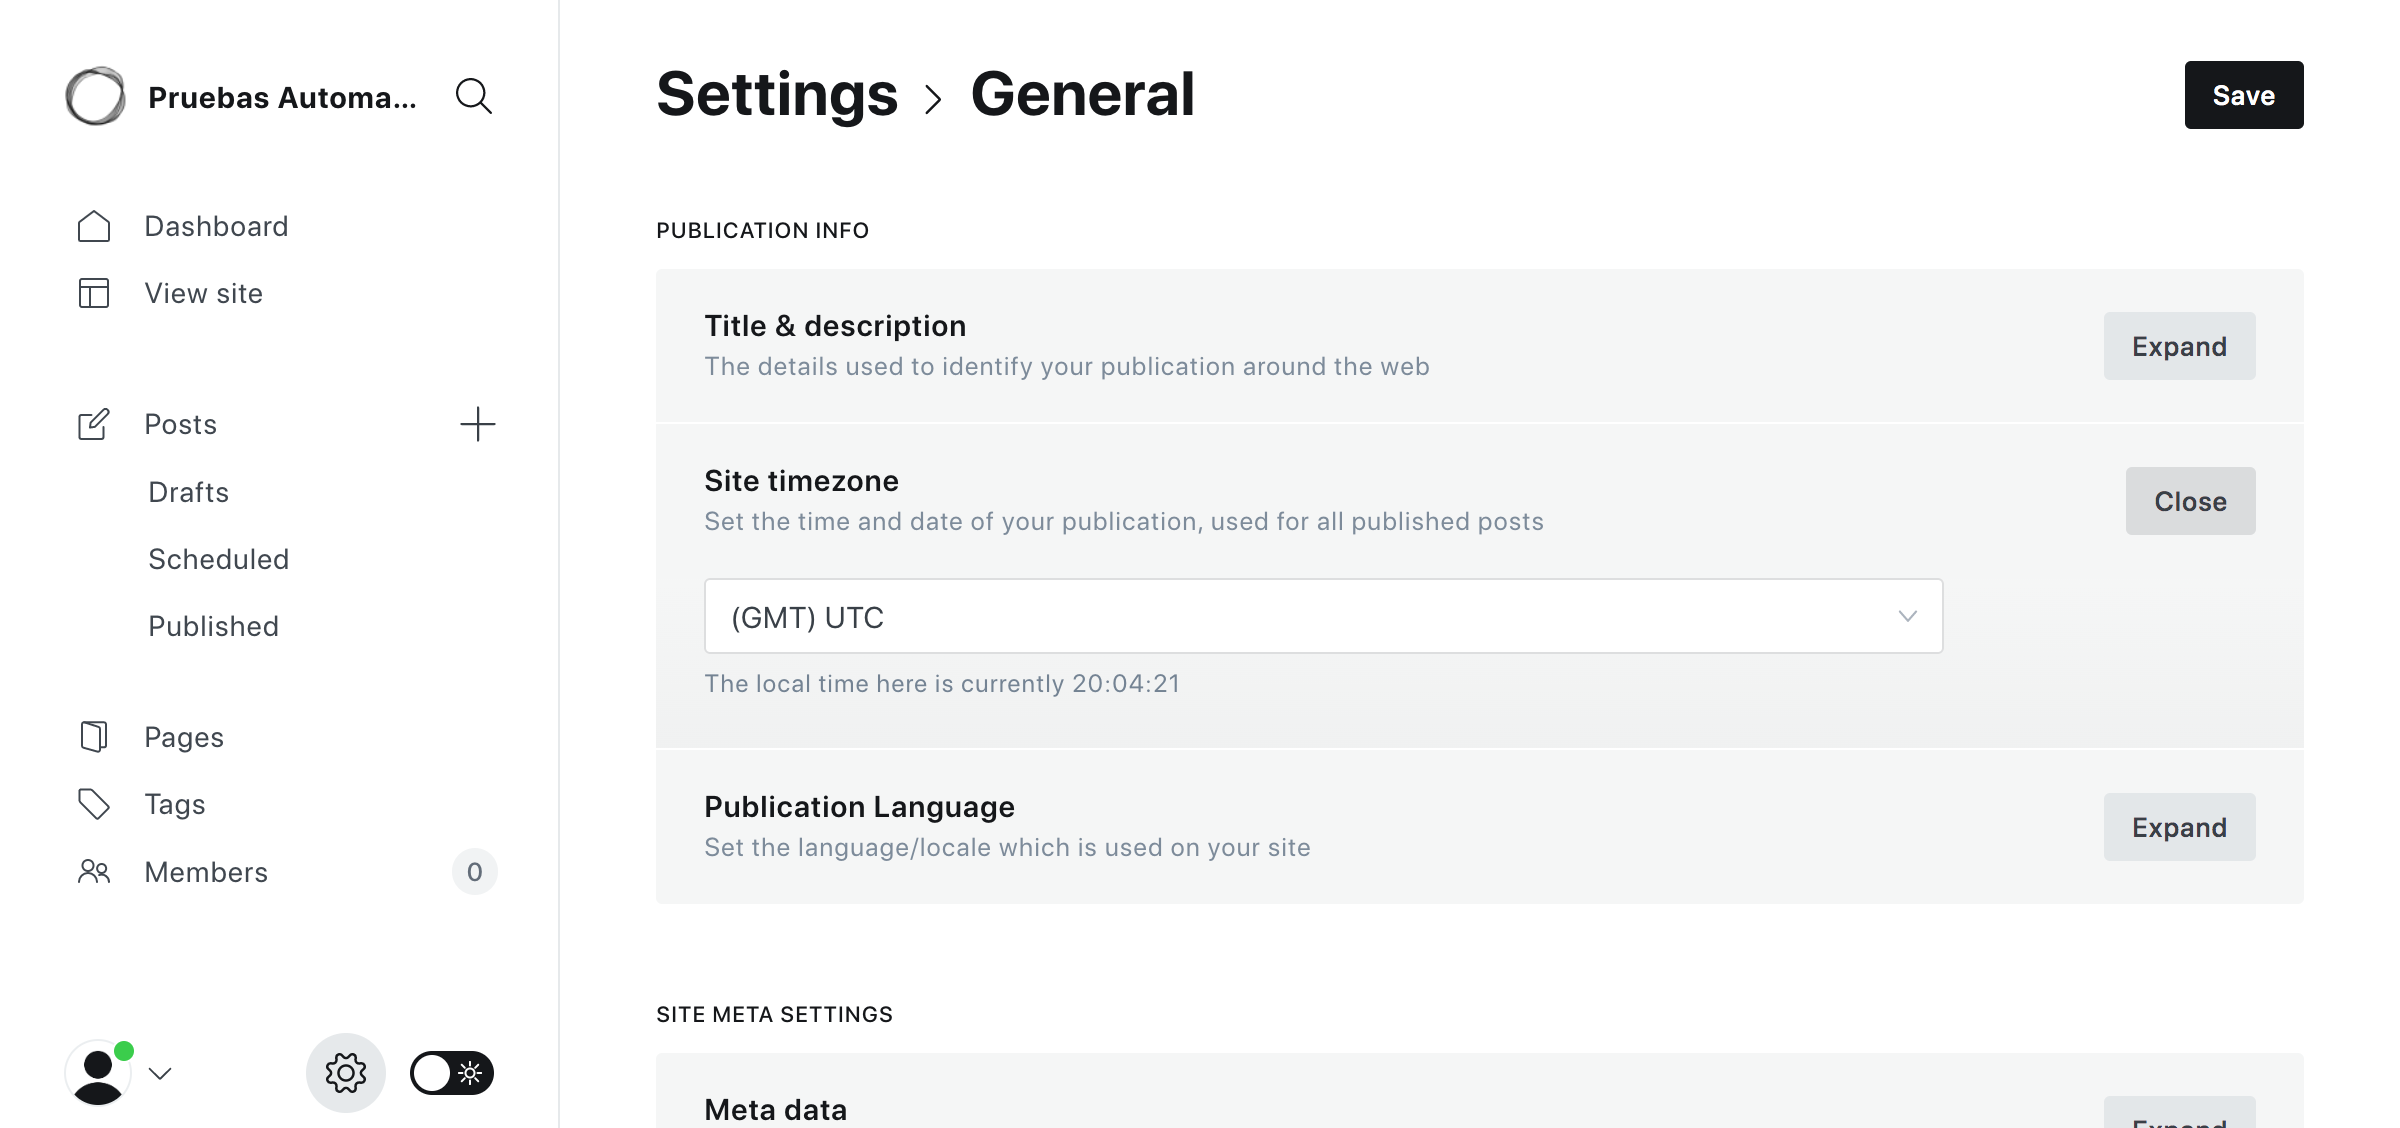 Pruebas Automa...
Dashboard
View site
Posts
Drafts
Scheduled
Published
Pages
Tags
Members
0
Settings > General
Save
PUBLICATION INFO
Title & description
The details used to identify your publication around the web
Expand
Site timezone
Set the time and date of your publication, used for all published posts
Close
(GMT) UTC
The local time here is currently 20:04:21
Publication Language
Set the language/locale which is used on your site
Expand
SITE META SETTINGS
Meta data
Expand